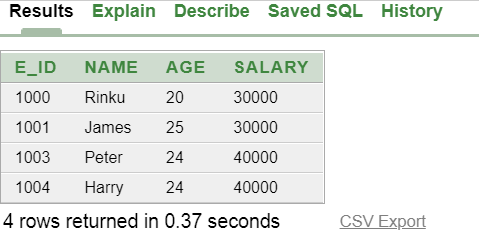 Results Explain Describe Saved SQL History
E_ID NAME AGE SALARY
1000 Rinku 20 30000
1001 James 25 30000
1003 Peter 24 40000
1004 Harry 24 40000
4 rows returned in 0.37 seconds CSV Export